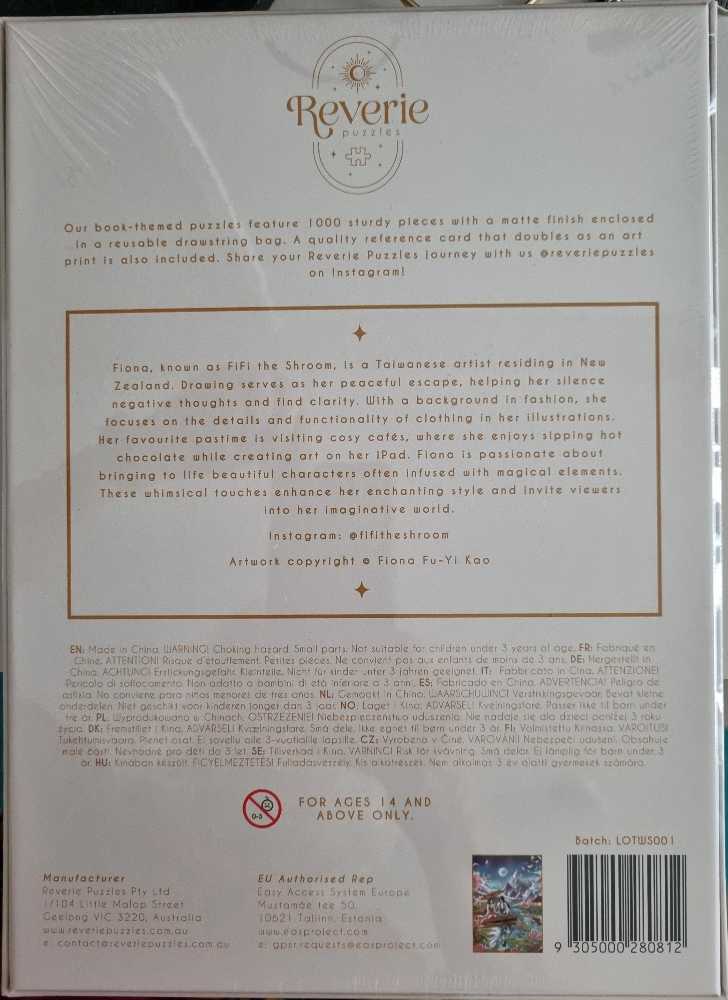 Reverie
puzzles
Our book-themed puzzles feature 1000 sturdy pieces with a matte finish enclosed
in a reusable drawstring bag. A quality reference card that doubles as an art
print is also included. Share your Reverie Puzzles journey with us @reveriepuzzles
on Instagram!
Fiona, known as FiFi the Shroom, is a Taiwanese artist residing in New
Zealand. Drawing serves as her peaceful escape, helping her silence
negative thoughts and find clarity. With a background in fashion, she
focuses on the details and functionality of clothing in her illustrations.
Her favourite pastime is visiting cosy cafés, where she enjoys sipping hot
chocolate while creating art on her iPad. Fiona is passionate about
bringing to life beautiful characters often infused with magical elements.
These whimsical touches enhance her enchanting style and invite viewers
into her imaginative world.
Instagram: @fifitheshroom
Artwork copyright © Fiona Fu-Yi Kao
EN: Made in China. WARNING! Choking hazard. Small parts. Not suitable for children under 3 years of age. FR: Fabriqué en
Chine. ATTENTION! Risque d'étouffement. Petites pièces. Ne convient pas aux enfants de moins de 3 ans. DE: Hergestellt in
China. ACHTUNG! Erstickungsgefahr. Kleinteile. Nicht für kinder unter 3 jahren geeignet. IT: Fabbricato in Cina. ATTENZIONE!
Pericolo di soffocamento. Non adatto a bambini di età inferiore a 3 anni. ES: Fabricado en China. ADVERTENCIA! Peligro de
asfixia. No conviene para niños menores de tres años. NL: Gemaakt in China. WAARSCHUWING! Verstrikingsgevaar. Bevat kleine
onderdelen. Niet geschikt voor kinderen jonger dan 3 jaar. NO: Laget i Kina. ADVARSEL! Kvelningsfare. Passer ikke til barn under
tre år. PL: Wyprodukowano w Chinach. OSTRZEŻENIE! Niebezpieczeństwo uduszenia. Nie nadaje się dla dzieci poniżej 3 roku
życia. DK: Fremstillet i Kina. ADVARSEL! Kvælningsfare. Små dele. Ikke egnet til børn under 3 år. FI: Valmistettu Kiinassa. VAROITUS!
Tukehtumisvaara. Pienet osat. Ei sovellu alle 3-vuotiaille lapsille. CZ: Vyrobeno v Číně. VAROVÁNÍ! Nebezpečí udušení. Obsahuje
malé části. Nevhodné pro děti do 3 let. SE: Tillverkad i Kina. VARNING! Risk för kvävning. Små delar. Ej lämplig för barn under 3
år. HU: Kínában készült. FIGYELMEZTETÉS! Fulladásveszély. Kis alkatrészek. Nem alkalmas 3 év alatti gyermekek számára.
0-3
FOR AGES 14 AND
ABOVE ONLY.
Batch: LOTWS001
Manufacturer
Reverie Puzzles Pty Ltd
1/104 Little Malop Street
Geelong VIC 3220, Australia
www.reveriepuzzles.com.au
e: contact@reveriepuzzles.com.au
EU Authorised Rep
Easy Access System Europe
Mustamäe tee 50,
10621 Tallinn, Estonia
www.easproject.com
e: gpsr.requests@easproject.com
9 305000 280812